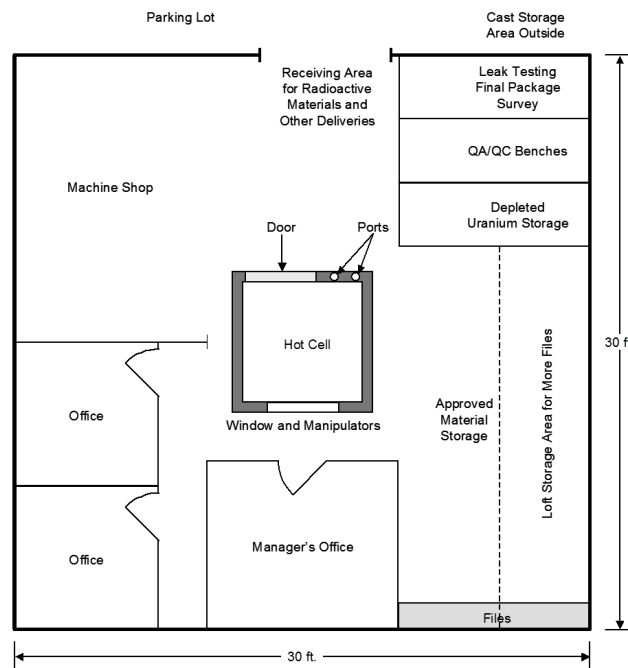 Parking Lot
Cast Storage
Area Outside
Receiving Area
for Radioactive
Materials and
Other Deliveries
Leak Testing
Final Package
Survey
QA/QC Benches
Machine Shop
Depleted
Uranium Storage
Door
Ports
Hot Cell
30 ft
Office
Approved
Material
Storage
Loft Storage Area for More Files
Window and Manipulators
Manager's Office
Office
Files
30 ft.